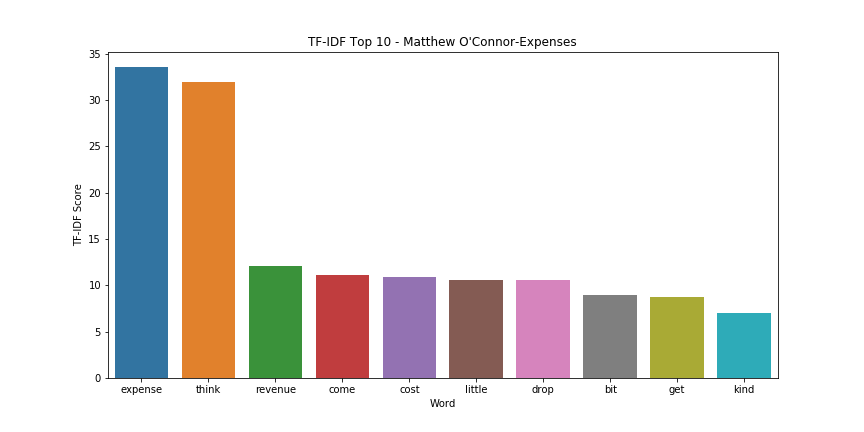 TF-IDF Top 10 - Matthew O'Connor-Expenses
35
30
25
20
15
10
5
0
TF-IDF Score
expense think revenue come cost little drop bit get kind
Word